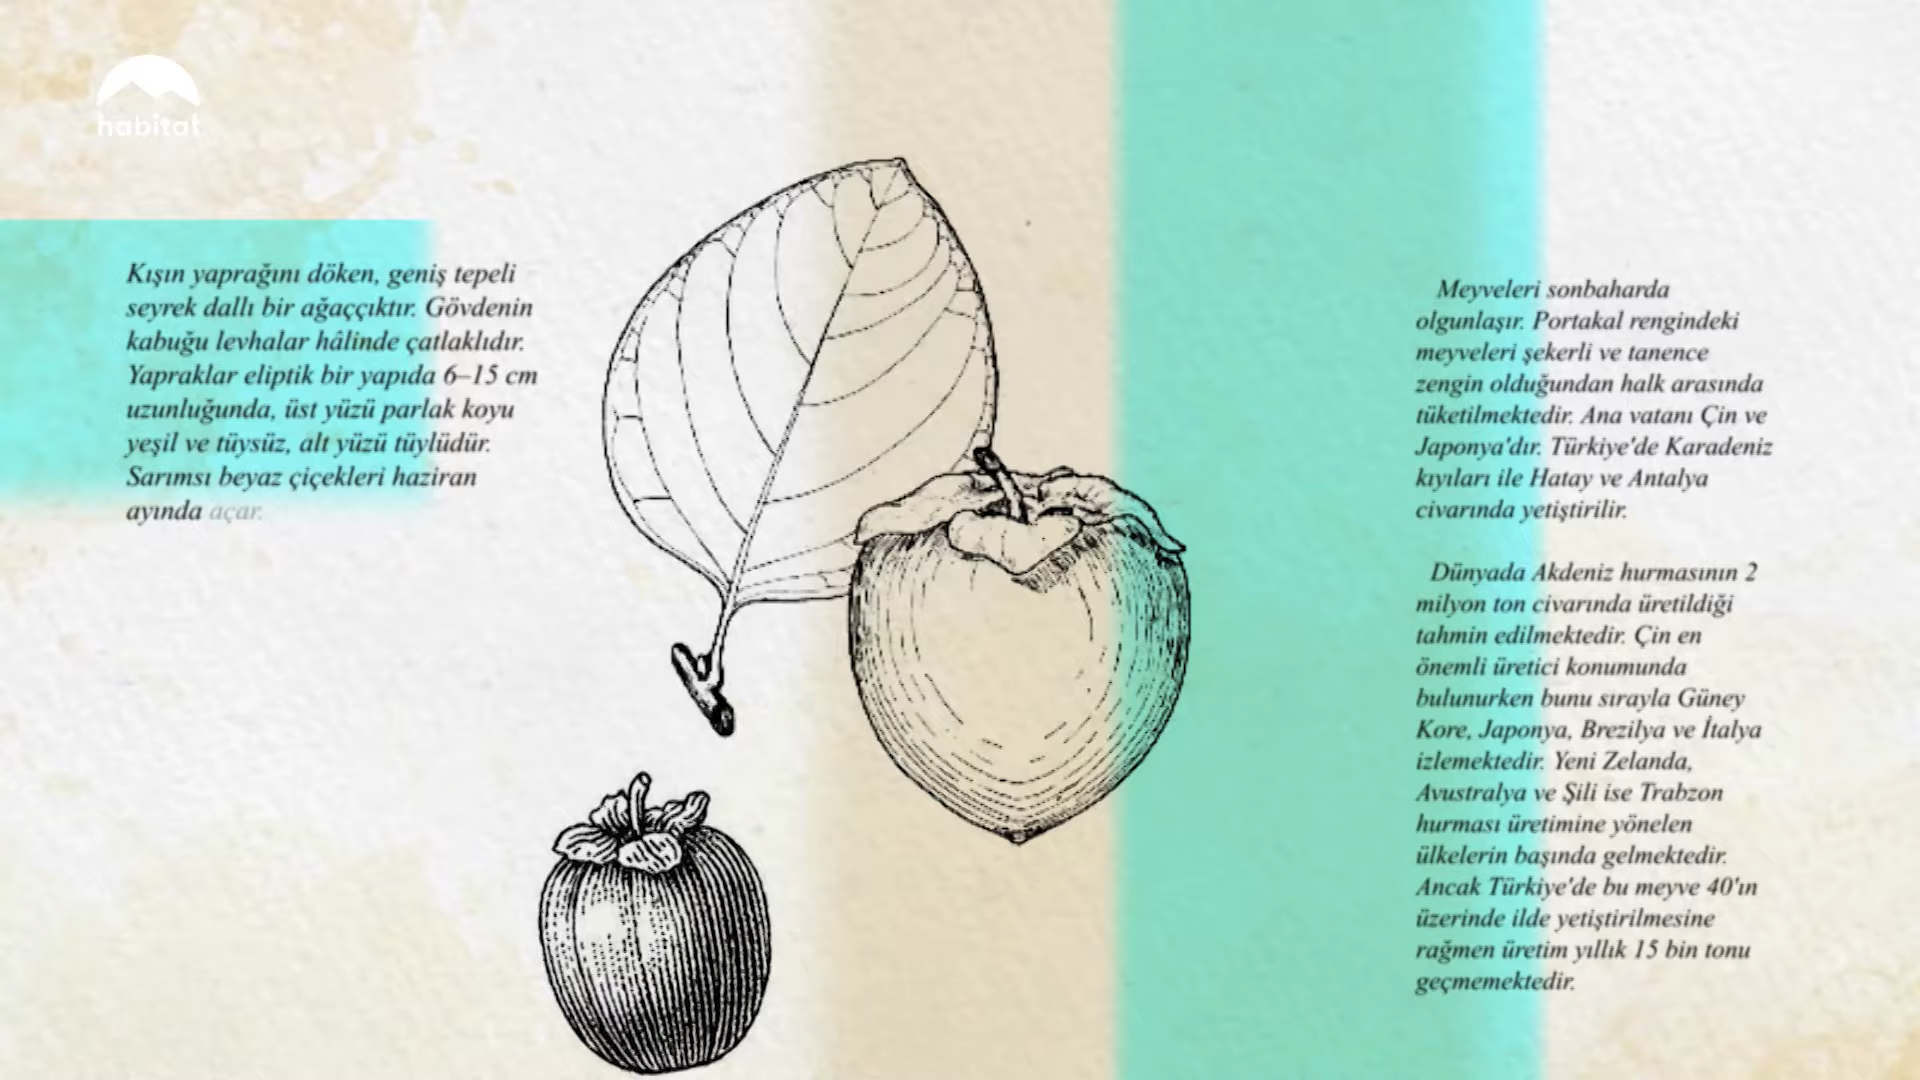 habitat
Kışın yaprağını döken, geniş tepeli
seyrek dallı bir ağaççıktır. Gövdenin
kabuğu levhalar hâlinde çatlaklıdır.
Yapraklar eliptik bir yapıda 6–15 cm
uzunluğunda, üst yüzü parlak koyu
yeşil ve tüysüz, alt yüzü tüylüdür.
Sarımsı beyaz çiçekleri haziran
ayında açar.
Meyveleri sonbaharda
olgunlaşır. Portakal rengindeki
meyveleri şekerli ve tanence
zengin olduğundan halk arasında
tüketilmektedir. Ana vatanı Çin ve
Japonya'dır. Türkiye'de Karadeniz
kıyıları ile Hatay ve Antalya
civarında yetiştirilir.
Dünyada Akdeniz hurmasının 2
milyon ton civarında üretildiği
tahmin edilmektedir. Çin en
önemli üretici konumunda
bulunurken bunu sırayla Güney
Kore, Japonya, Brezilya ve İtalya
izlemektedir. Yeni Zelanda,
Avustralya ve Şili ise Trabzon
hurması üretimine yönelen
ülkelerin başında gelmektedir.
Ancak Türkiye'de bu meyve 40'ın
üzerinde ilde yetiştirilmesine
rağmen üretim yıllık 15 bin tonu
geçmemektedir.